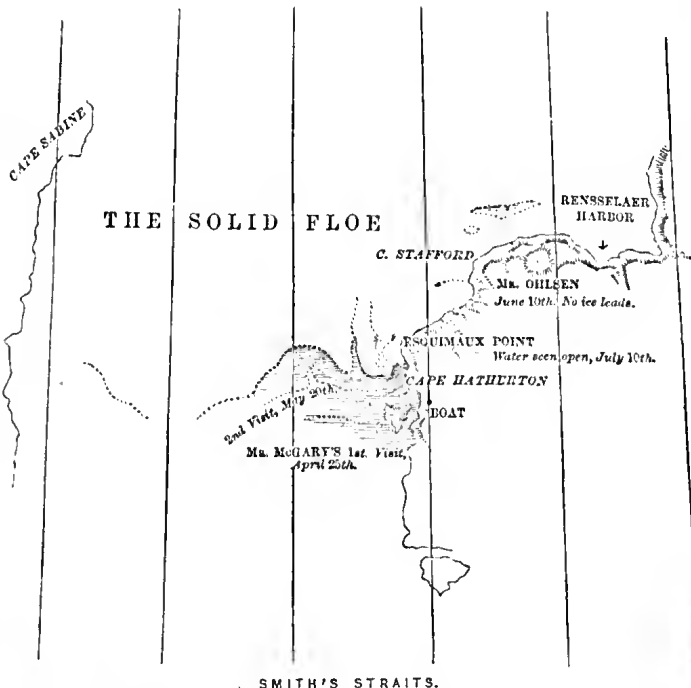 CAPE SABINE
THE SOLID FLOE
RENSSELAER
HARBOR
C. STAFFORD
MR. OHLSEN
June 10th. No ice leads.
ESQUIMAUX POINT
Water seen open, July 10th.
CAPE HATHERTON
2nd Visit, May 20th.
BOAT
MR. McGARY'S 1st. Visit,
April 25th.
SMITH'S STRAITS.